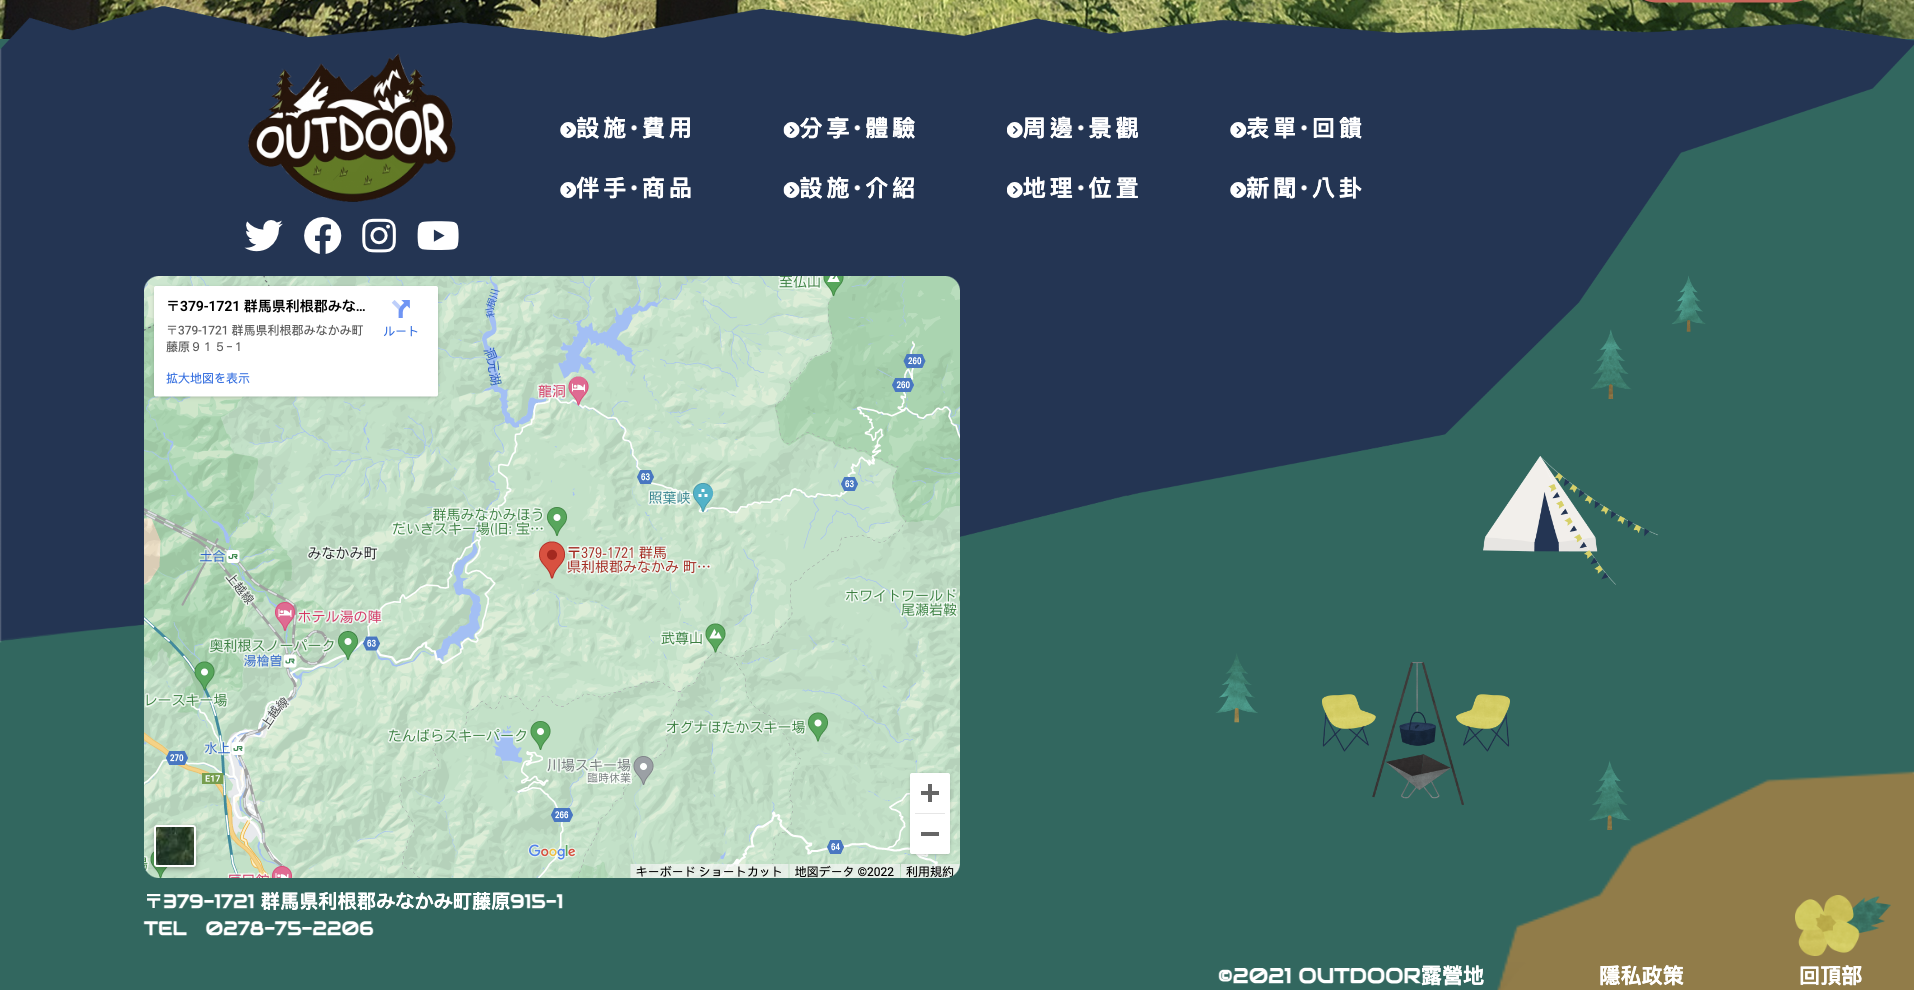 OUTDOOR
設施・費用
分享・體驗
周邊・景觀
表單・回饋
伴手・商品
設施・介紹
地理・位置
新聞・八卦
〒379-1721 群馬県利根郡みな...
〒379-1721 群馬県利根郡みなかみ町
藤原９１５−１
ルート
拡大地図を表示
至仏山
利根川
洞元湖
260
260
龍洞
63
63
照葉峡
群馬みなかみほう
だいぎスキー場(旧: 宝…
〒379-1721 群馬
県利根郡みなかみ 町…
みなかみ町
土合
JR
上越線
ホワイトワールド
尾瀬岩鞍
ホテル湯の陣
武尊山
奥利根スノーパーク
63
湯檜曽
JR
レースキー場
上越線
オグナほたかスキー場
たんばらスキーパーク
水上
JR
270
E17
川場スキー場
臨時休業
266
64
Google
キーボード ショートカット
地図データ ©2022
利用規約
〒379-1721 群馬県利根郡みなかみ町藤原915-1
TEL 0278-75-2206
©2021 OUTDOOR露營地
隱私政策
回頂部